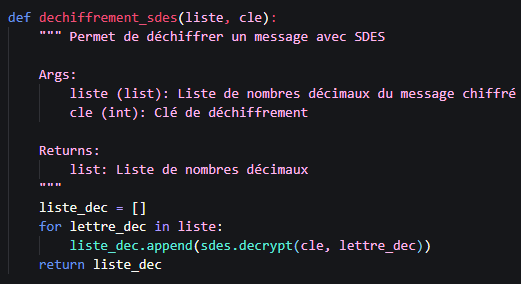 def dechiffrement_sdes(liste, cle):
    """ Permet de déchiffrer un message avec SDES

    Args:
        liste (list): Liste de nombres décimaux du message chiffré
        cle (int): Clé de déchiffrement

    Returns:
        list: Liste de nombres décimaux
    """
    liste_dec = []
    for lettre_dec in liste:
        liste_dec.append(sdes.decrypt(cle, lettre_dec))
    return liste_dec